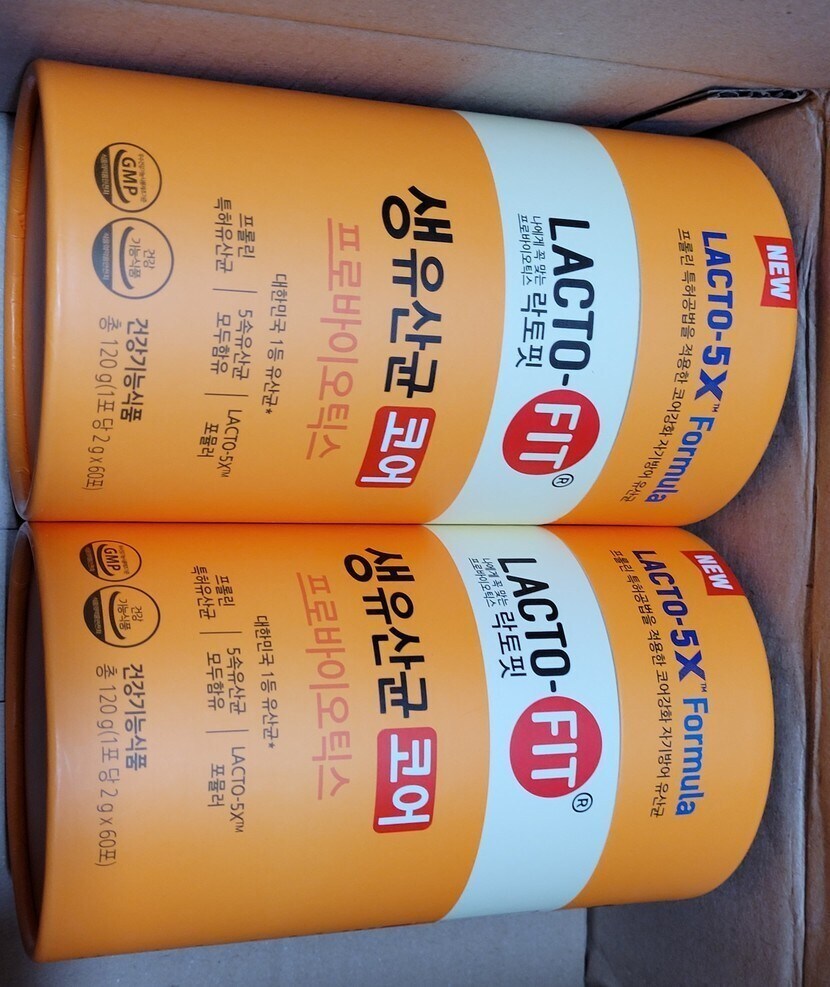 NEW
LACTO-5X™ Formula
프롤린 특허공법을 적용한 코어강화 자기방어 유산균
LACTO-FIT®
나에게 꼭 맞는
프로바이오틱스
락토핏
생유산균 코어
프로바이오틱스
대한민국 1등 유산균*
프롤린
특허유산균
5속유산균
모두함유
LACTO-5X™
포뮬러
GMP
건강
기능식품
건강기능식품
총 120 g(1포 당 2 g x 60포)
NEW
LACTO-5X™ Formula
프롤린 특허공법을 적용한 코어강화 자기방어 유산균
LACTO-FIT®
나에게 꼭 맞는
프로바이오틱스
락토핏
생유산균 코어
프로바이오틱스
대한민국 1등 유산균*
프롤린
특허유산균
5속유산균
모두함유
LACTO-5X™
포뮬러
GMP
건강
기능식품
건강기능식품
총 120 g(1포 당 2 g x 60포)